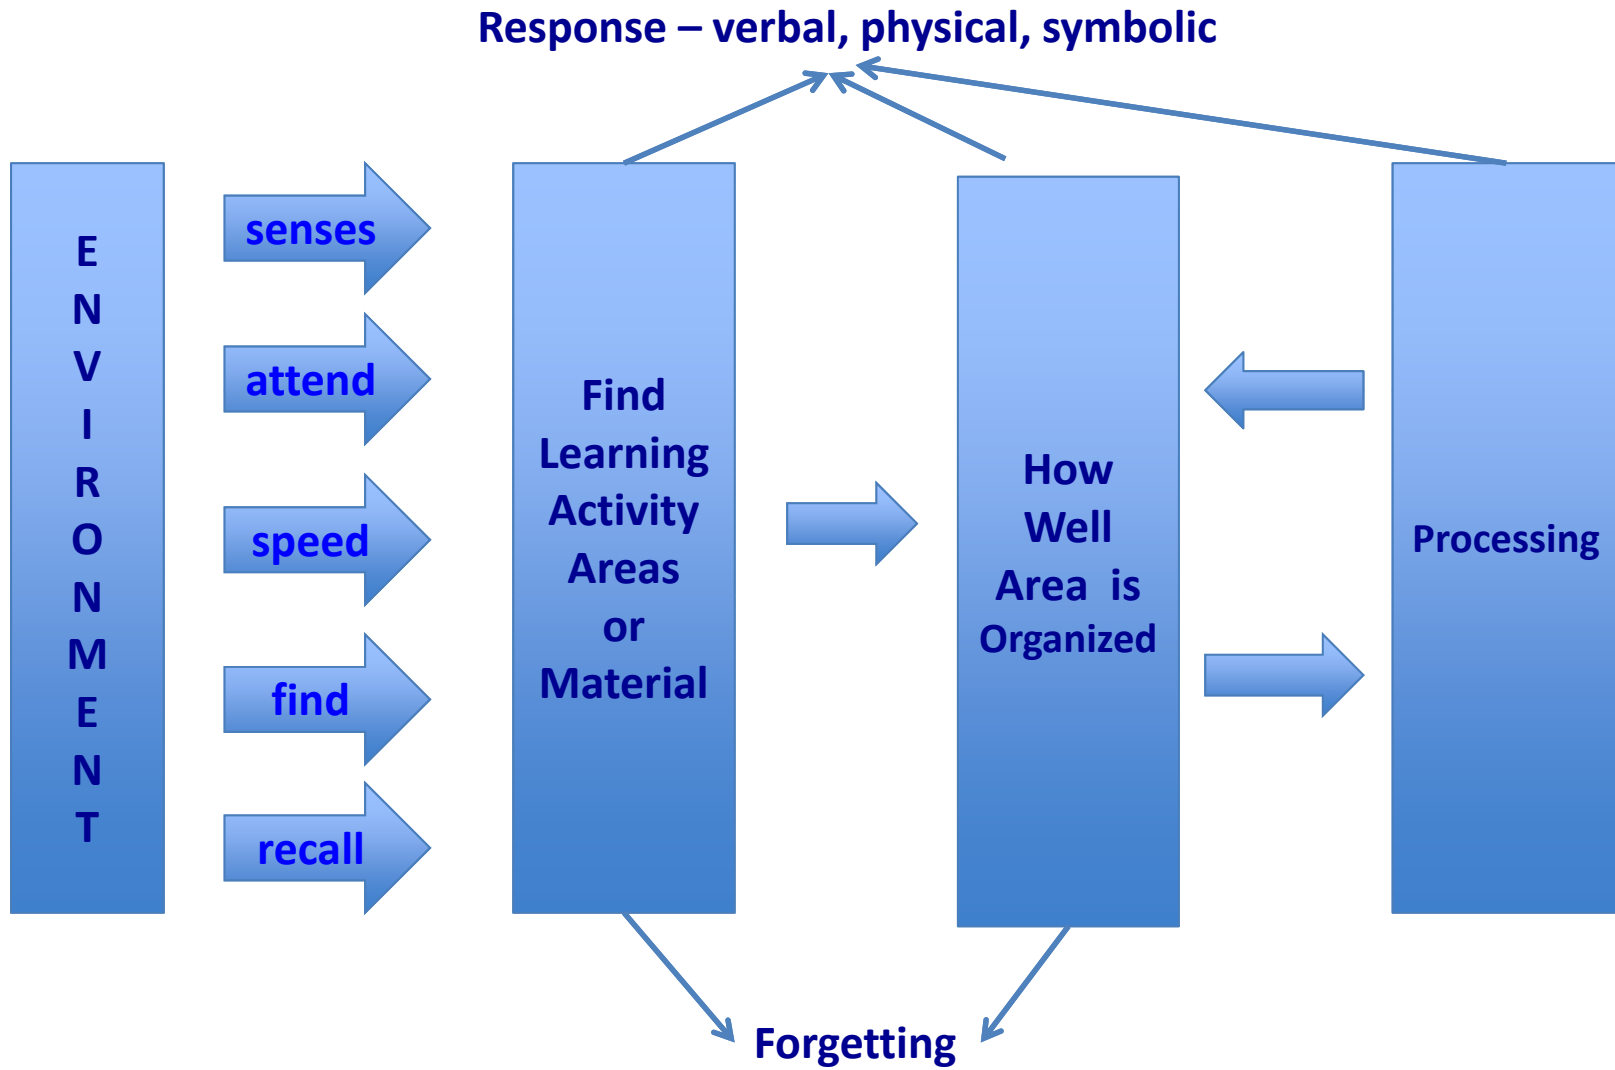 Response – verbal, physical, symbolic
ENVIRONMENT
senses
attend
speed
find
recall
Find
Learning
Activity
Areas
or
Material
How
Well
Area is
Organized
Processing
Forgetting